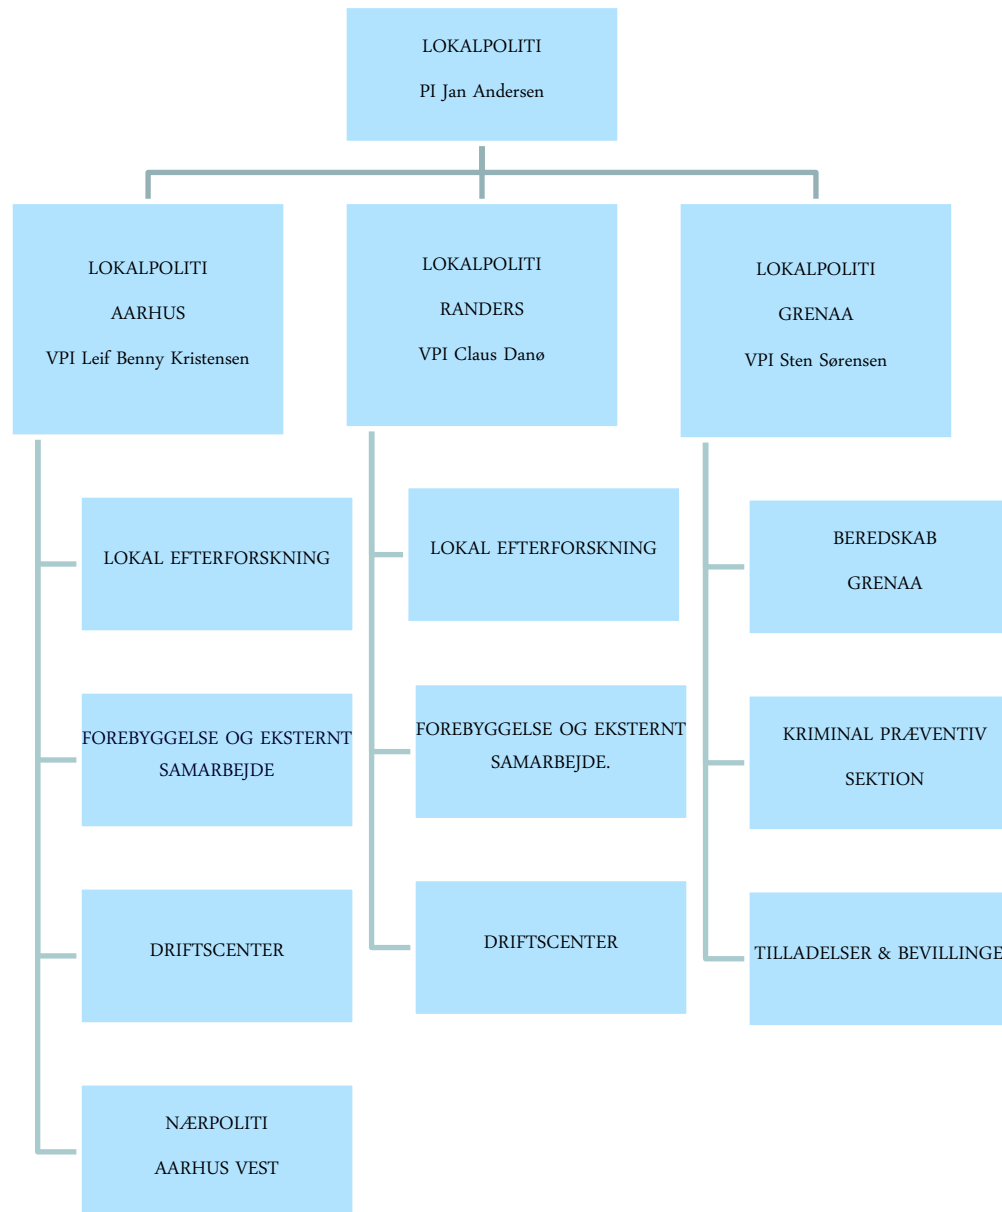 LOKALPOLITI
PI Jan Andersen
LOKALPOLITI
AARHUS
VPI Leif Benny Kristensen
LOKAL EFTERFORSKNING
FOREBYGGELSE OG EKSTERNT
SAMARBEJDE
DRIFTSCENTER
NÆRPOLITI
AARHUS VEST
LOKALPOLITI
RANDERS
VPI Claus Danø
LOKAL EFTERFORSKNING
FOREBYGGELSE OG EKSTERNT
SAMARBEJDE.
DRIFTSCENTER
LOKALPOLITI
GRENAA
VPI Sten Sørensen
BEREDSKAB
GRENAA
KRIMINAL PRÆVENTIV
SEKTION
TILLADELSER & BEVILLINGE